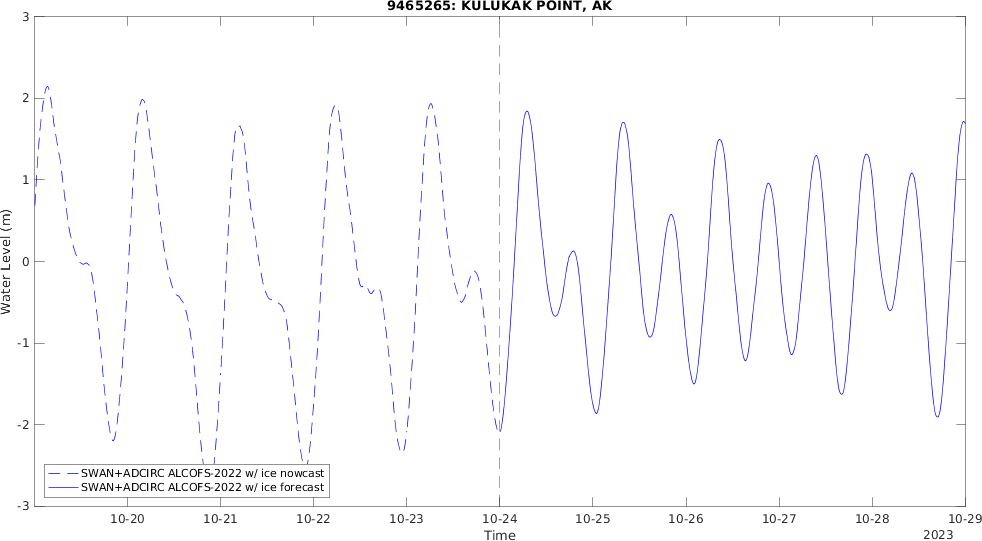 9465265: KULUKAK POINT, AK
3
2
1
0
-1
-2
-3
Water Level (m)
SWAN+ADCIRC ALCOFS-2022 w/ ice nowcast
SWAN+ADCIRC ALCOFS-2022 w/ ice forecast
10-20 10-21 10-22 10-23 10-24 10-25 10-26 10-27 10-28 10-29
Time
2023